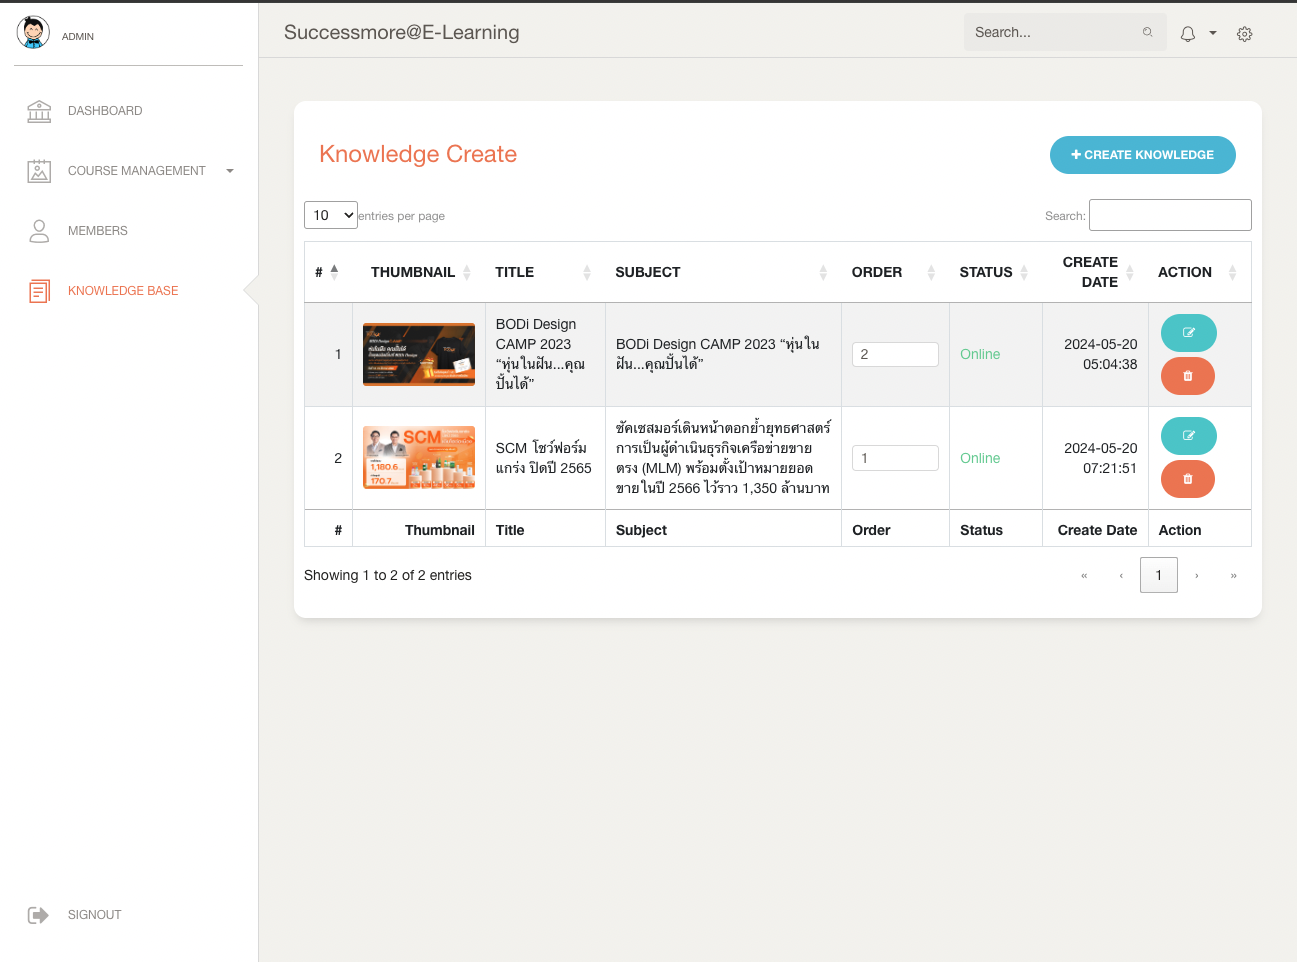 ADMIN
Successmore@E-Learning
Search...
DASHBOARD
COURSE MANAGEMENT
MEMBERS
KNOWLEDGE BASE
SIGNOUT
Knowledge Create
+ CREATE KNOWLEDGE
10 entries per page
Search:
# THUMBNAIL TITLE SUBJECT ORDER STATUS CREATE DATE ACTION
1
BODi Design
CAMP 2023
“หุ่นในฝัน...คุณ
ปั้นได้”
BODi Design CAMP 2023 “หุ่นใน
ฝัน...คุณปั้นได้”
2
Online
2024-05-20
05:04:38
2
SCM
1,180.6
170.7
SCM โชว์ฟอร์ม
แกร่ง ปิดปี 2565
ซัคเซสมอร์เดินหน้าตอกย้ำยุทธศาสตร์
การเป็นผู้ดำเนินธุรกิจเครือข่ายขาย
ตรง (MLM) พร้อมตั้งเป้าหมายยอด
ขายในปี 2566 ไว้ราว 1,350 ล้านบาท
1
Online
2024-05-20
07:21:51
# Thumbnail Title Subject Order Status Create Date Action
Showing 1 to 2 of 2 entries
« ‹ 1 › »